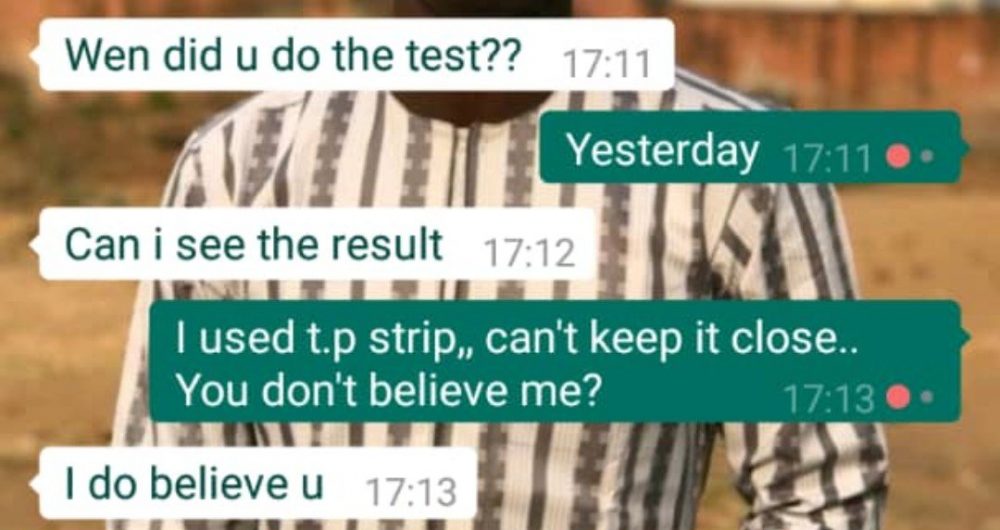 Wen did u do the test?? 17:11
Yesterday 17:11
Can i see the result 17:12
I used t.p strip,, can't keep it close..
You don't believe me? 17:13
I do believe u 17:13